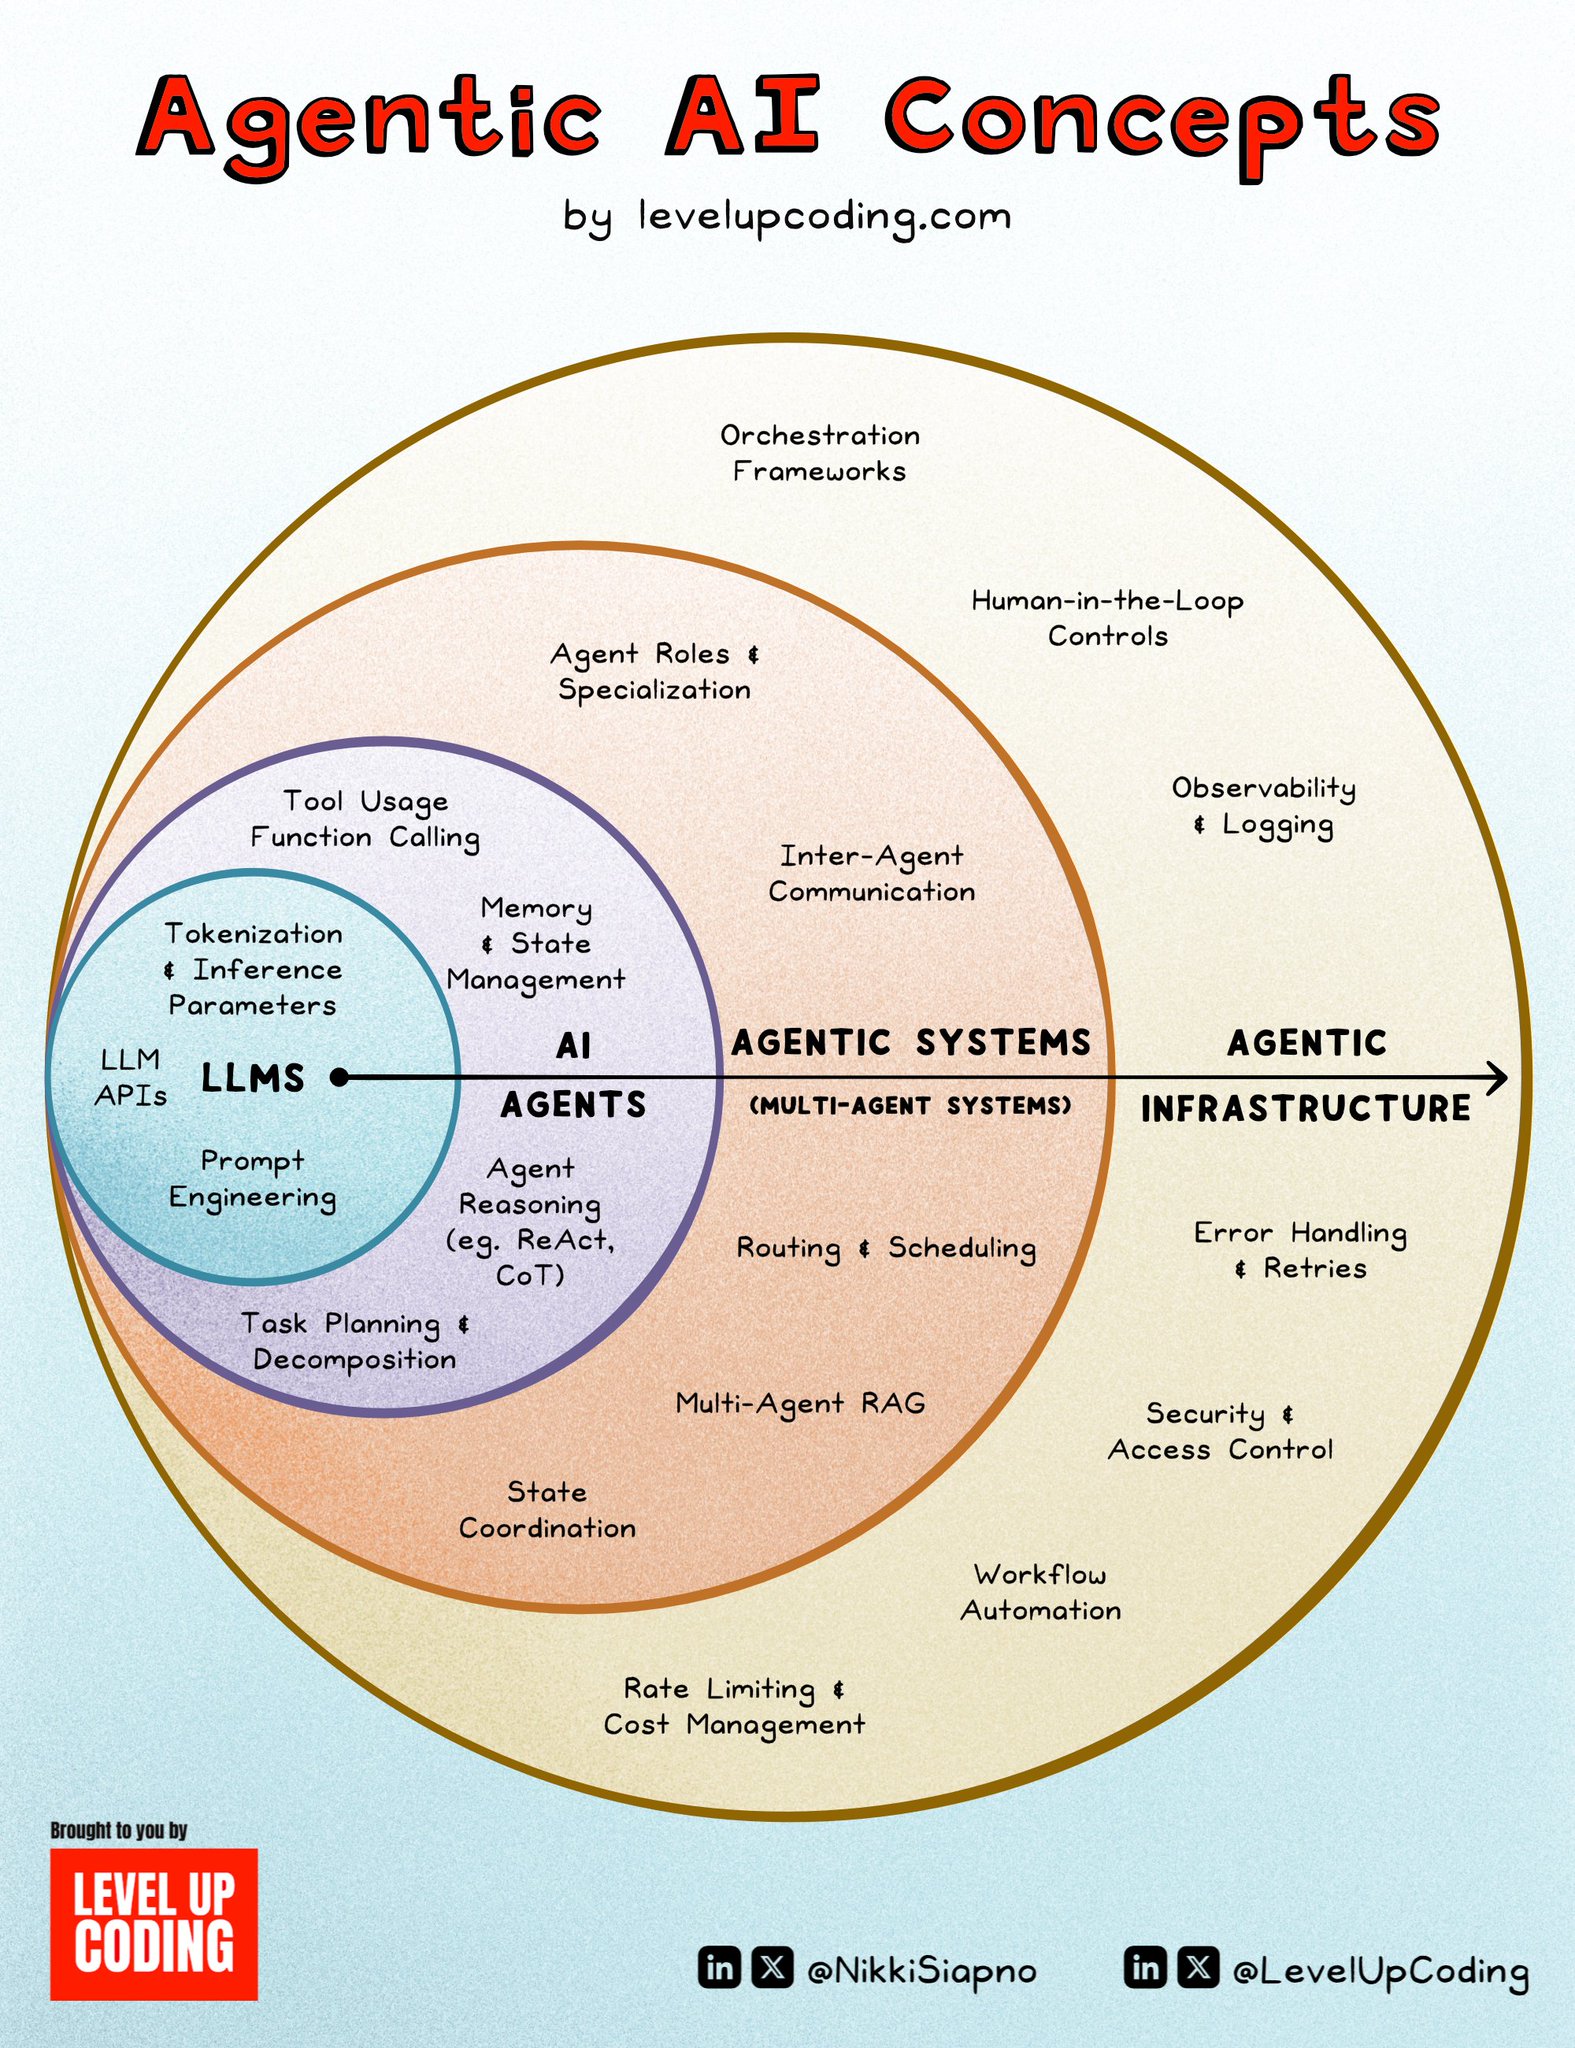 Agentic AI Concepts
by levelupcoding.com
Orchestration
Frameworks
Human-in-the-Loop
Controls
Agent Roles &
Specialization
Observability
& Logging
Tool Usage
Function Calling
Inter-Agent
Communication
Memory
& State
Management
Tokenization
& Inference
Parameters
LLM
APIs
LLMS
AI
AGENTS
AGENTIC SYSTEMS
(MULTI-AGENT SYSTEMS)
AGENTIC
INFRASTRUCTURE
Prompt
Engineering
Agent
Reasoning
(eg. ReAct,
CoT)
Routing & Scheduling
Error Handling
& Retries
Task Planning &
Decomposition
Multi-Agent RAG
Security &
Access Control
State
Coordination
Workflow
Automation
Rate Limiting &
Cost Management
Brought to you by
LEVEL UP
CODING
in X @NikkiSiapno
in X @LevelUpCoding